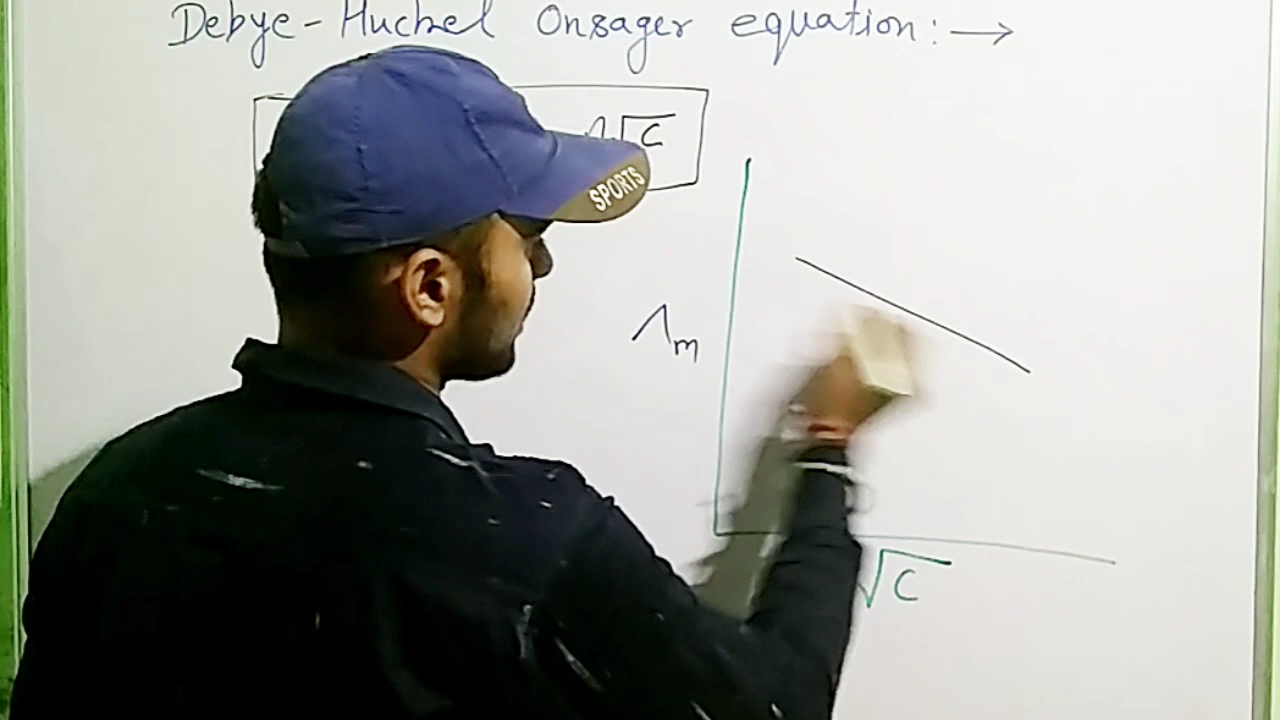 Debye-Huckel Onsager equation:→
√C
SPORTS
Λm
√C